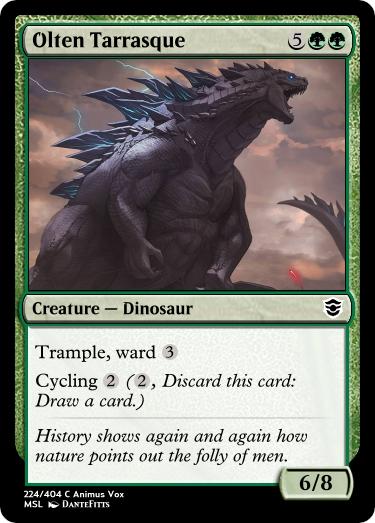 Olten Tarrasque 5
Creature — Dinosaur
Trample, ward 3
Cycling 2 (2, Discard this card:
Draw a card.)
History shows again and again how
nature points out the folly of men.
6/8
224/404 C Animus Vox
MSL DanteFitts